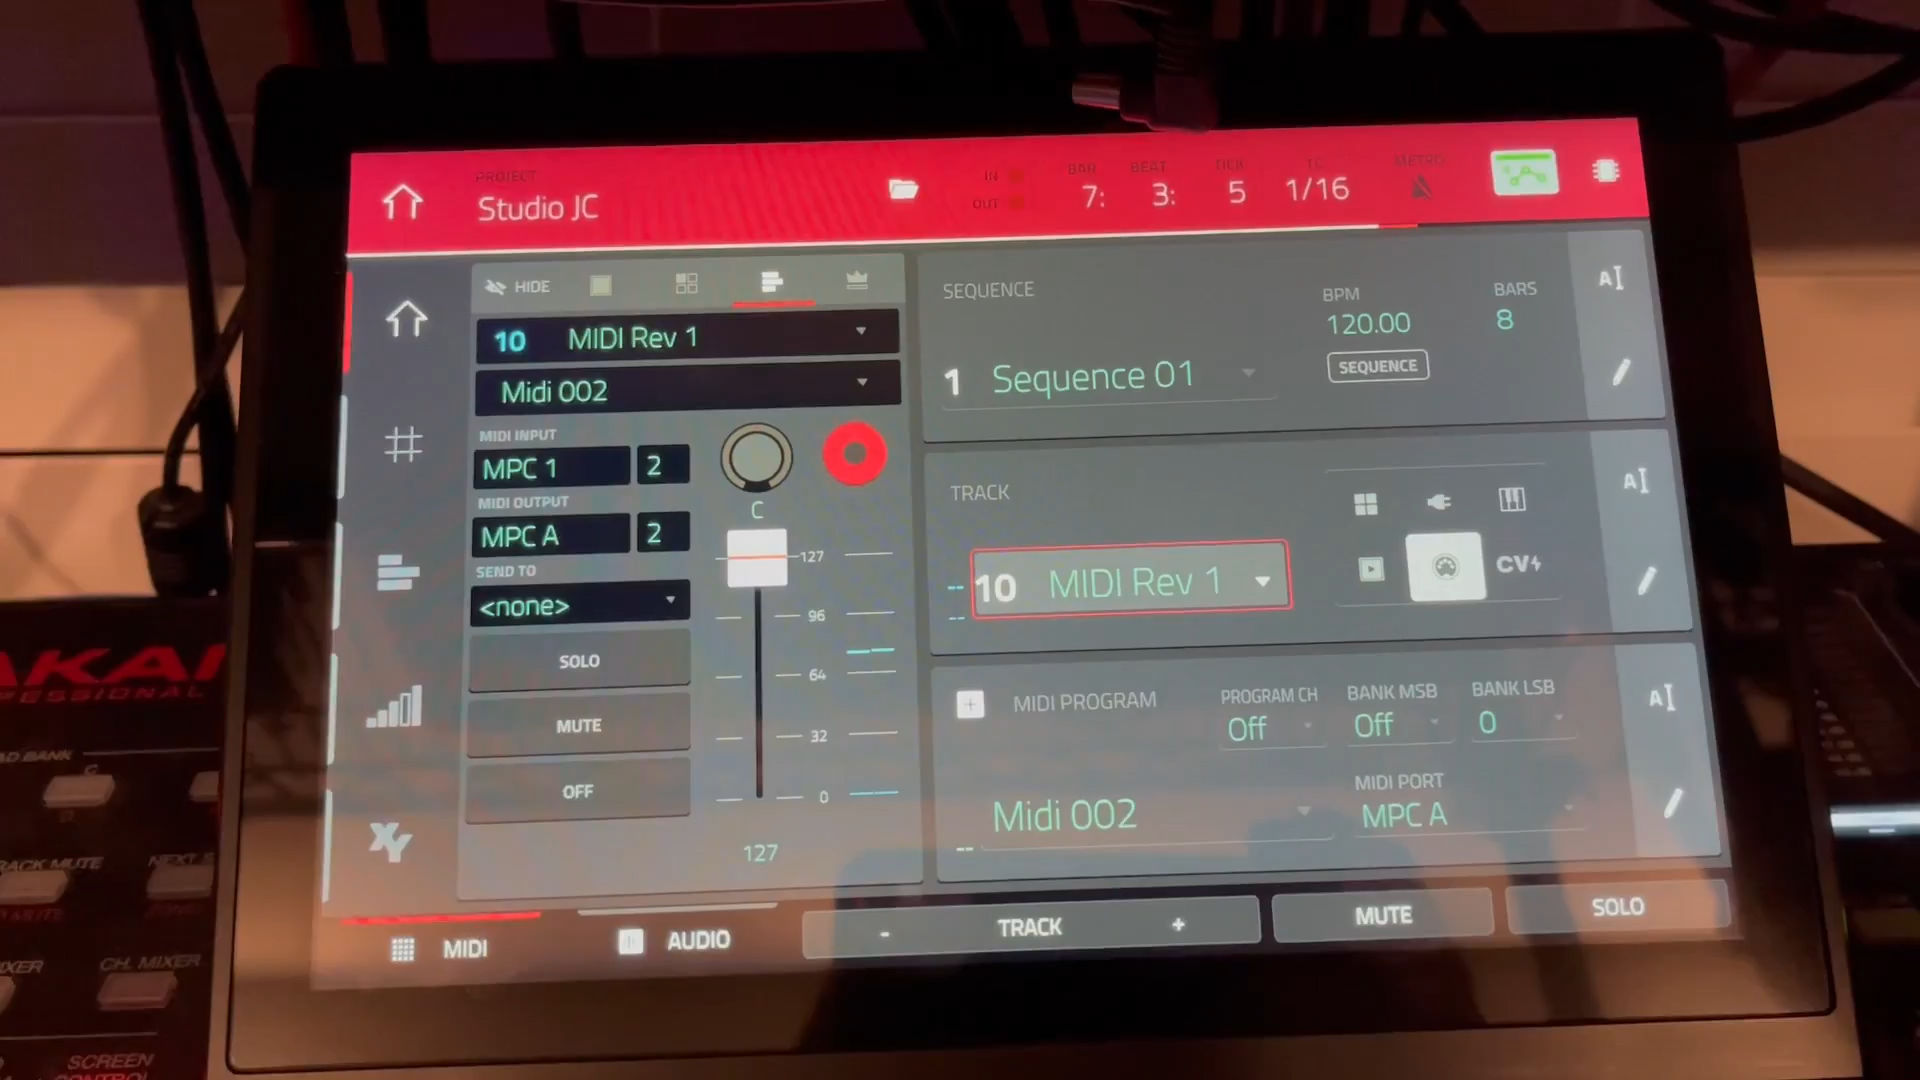 PROJECT
Studio JC
IN
OUT
BAR
7:
BEAT
3:
TICK
5
TC
1/16
METRO
HIDE
10 MIDI Rev 1
Midi 002
MIDI INPUT
MPC 1 2
MIDI OUTPUT
MPC A 2
SEND TO
<none>
SOLO
MUTE
OFF
C
127
96
64
32
0
127
SEQUENCE
1 Sequence 01
BPM
120.00
SEQUENCE
BARS
8
TRACK
10 MIDI Rev 1
CV
MIDI PROGRAM
Midi 002
PROGRAM CH
Off
BANK MSB
Off
BANK LSB
0
MIDI PORT
MPC A
XY
MIDI
AUDIO
- TRACK +
MUTE
SOLO
AKAI
CH. MIXER
SCREEN
CONTROL